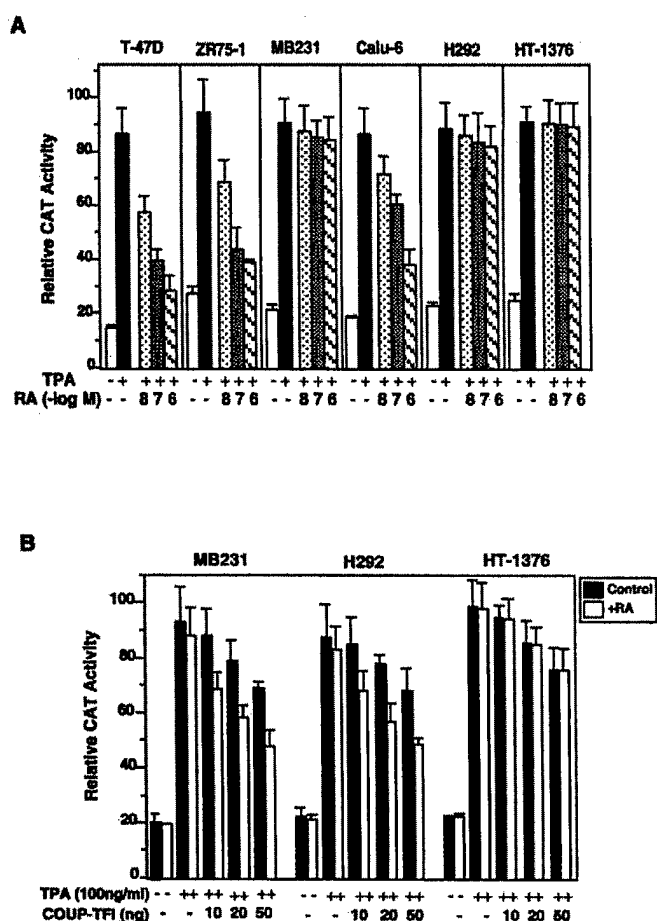 A
T-47D ZR75-1 MB231 Calu-6 H292 HT-1376
Relative CAT Activity
100
80
60
40
20
0
TPA - + +++ - + +++ - + +++ - + +++ - + +++ - + +++
RA (-log M) - - 8 7 6 - - 8 7 6 - - 8 7 6 - - 8 7 6 - - 8 7 6 - - 8 7 6
B
MB231 H292 HT-1376
Control
+RA
Relative CAT Activity
100
80
60
40
20
0
TPA (100ng/ml) -- ++ ++ ++ ++ -- ++ ++ ++ ++ -- ++ ++ ++ ++
COUP-TFI (ng) - 10 20 50 - 10 20 50 - 10 20 50